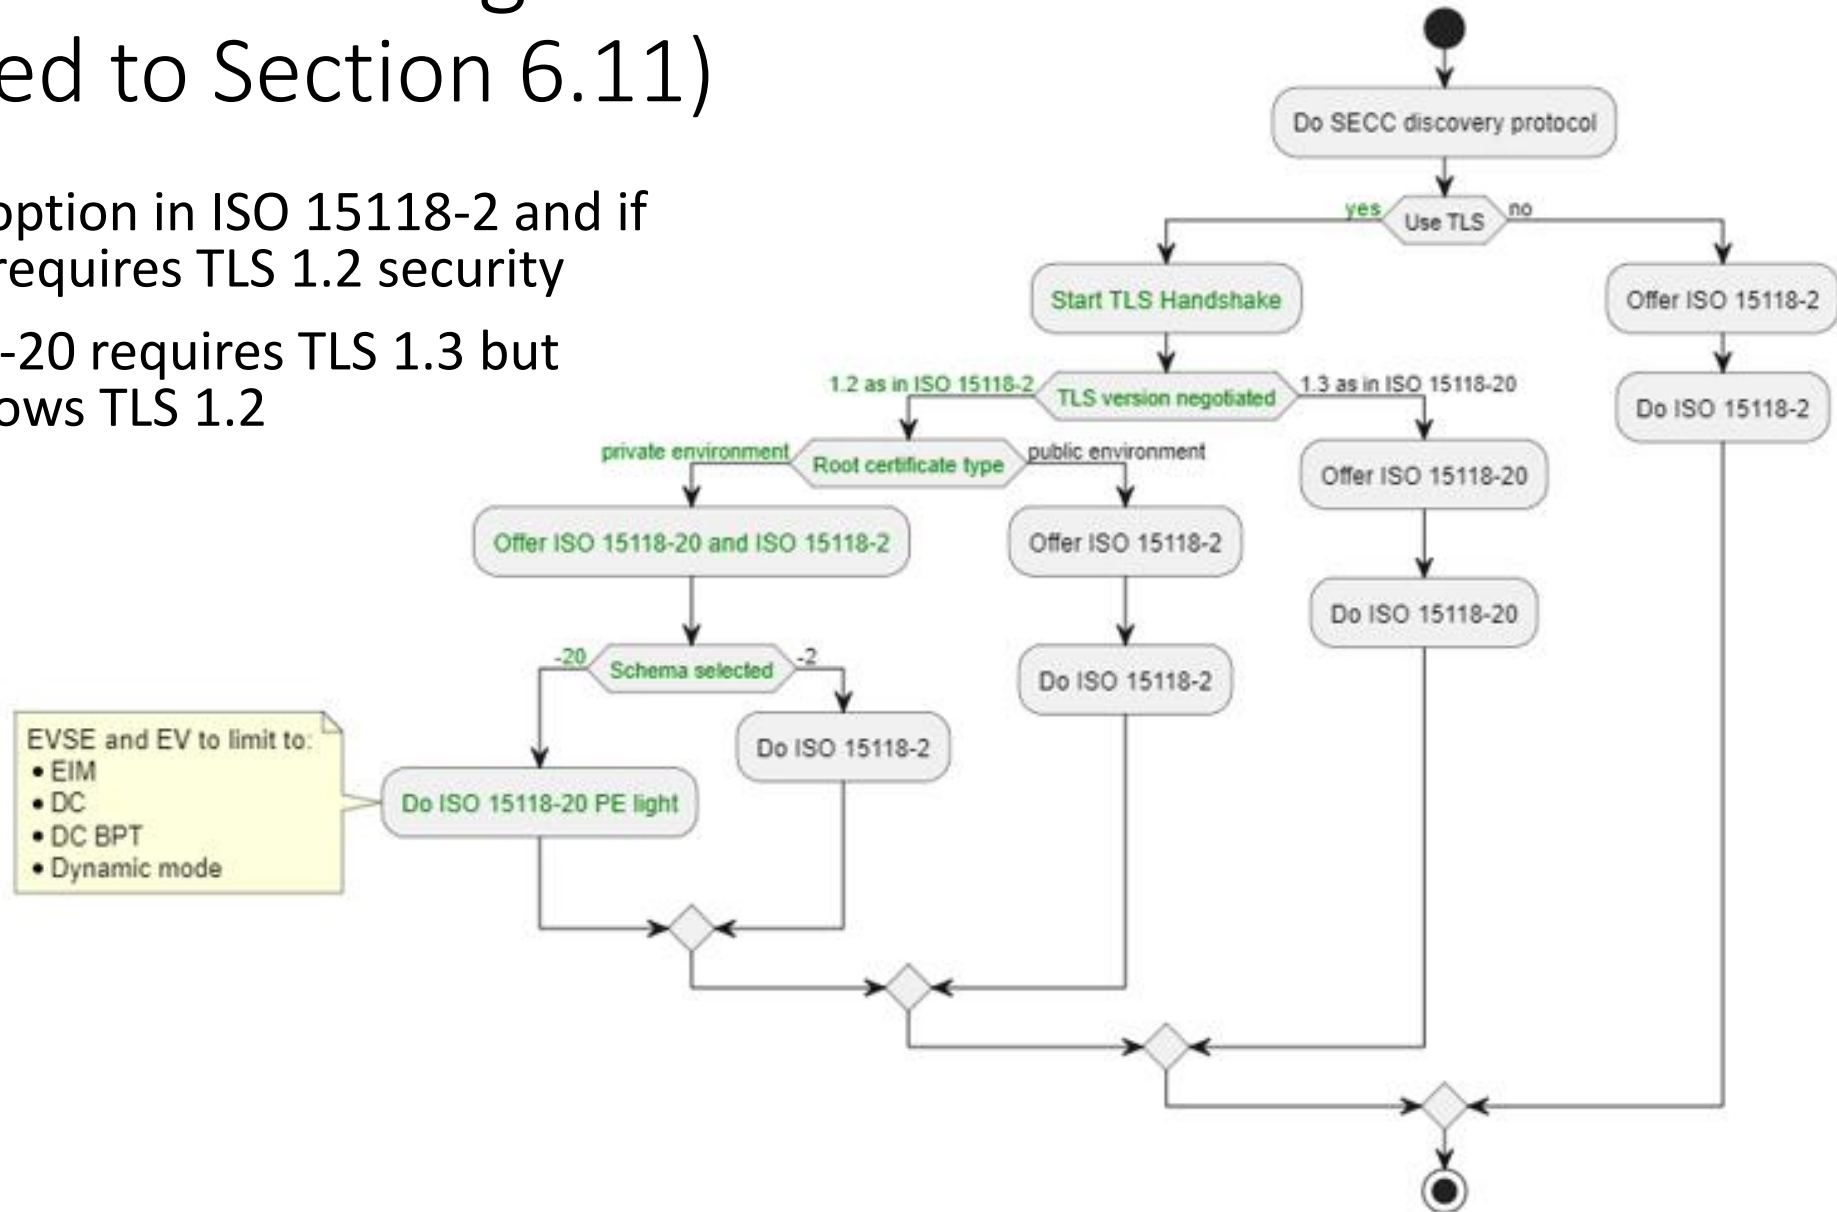 ed to Section 6.11)
option in ISO 15118-2 and if
requires TLS 1.2 security
-20 requires TLS 1.3 but
ows TLS 1.2
Do SECC discovery protocol
yes
Use TLS
no
Start TLS Handshake
Offer ISO 15118-2
1.2 as in ISO 15118-2
TLS version negotiated
1.3 as in ISO 15118-20
Do ISO 15118-2
private environment
Root certificate type
public environment
Offer ISO 15118-20
Offer ISO 15118-20 and ISO 15118-2
Offer ISO 15118-2
Do ISO 15118-20
-20
Schema selected
-2
Do ISO 15118-2
Do ISO 15118-2
EVSE and EV to limit to:
• EIM
• DC
• DC BPT
• Dynamic mode
Do ISO 15118-20 PE light